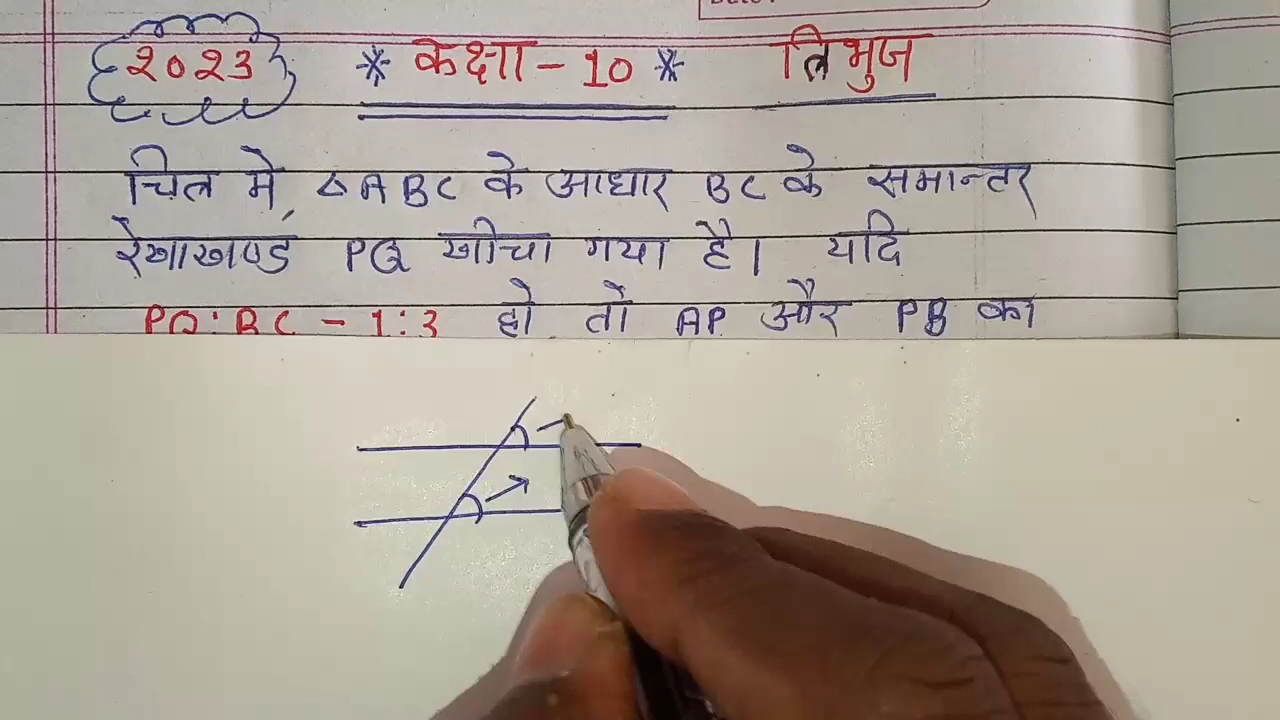 2023 * कक्षा - 10 * त्रिभुज
चित्र में, △ABC के आधार BC के समान्तर
रेखाखण्ड PQ खीचा गया है। यदि
PQ:BC - 1:3 हो तो AP और PB का